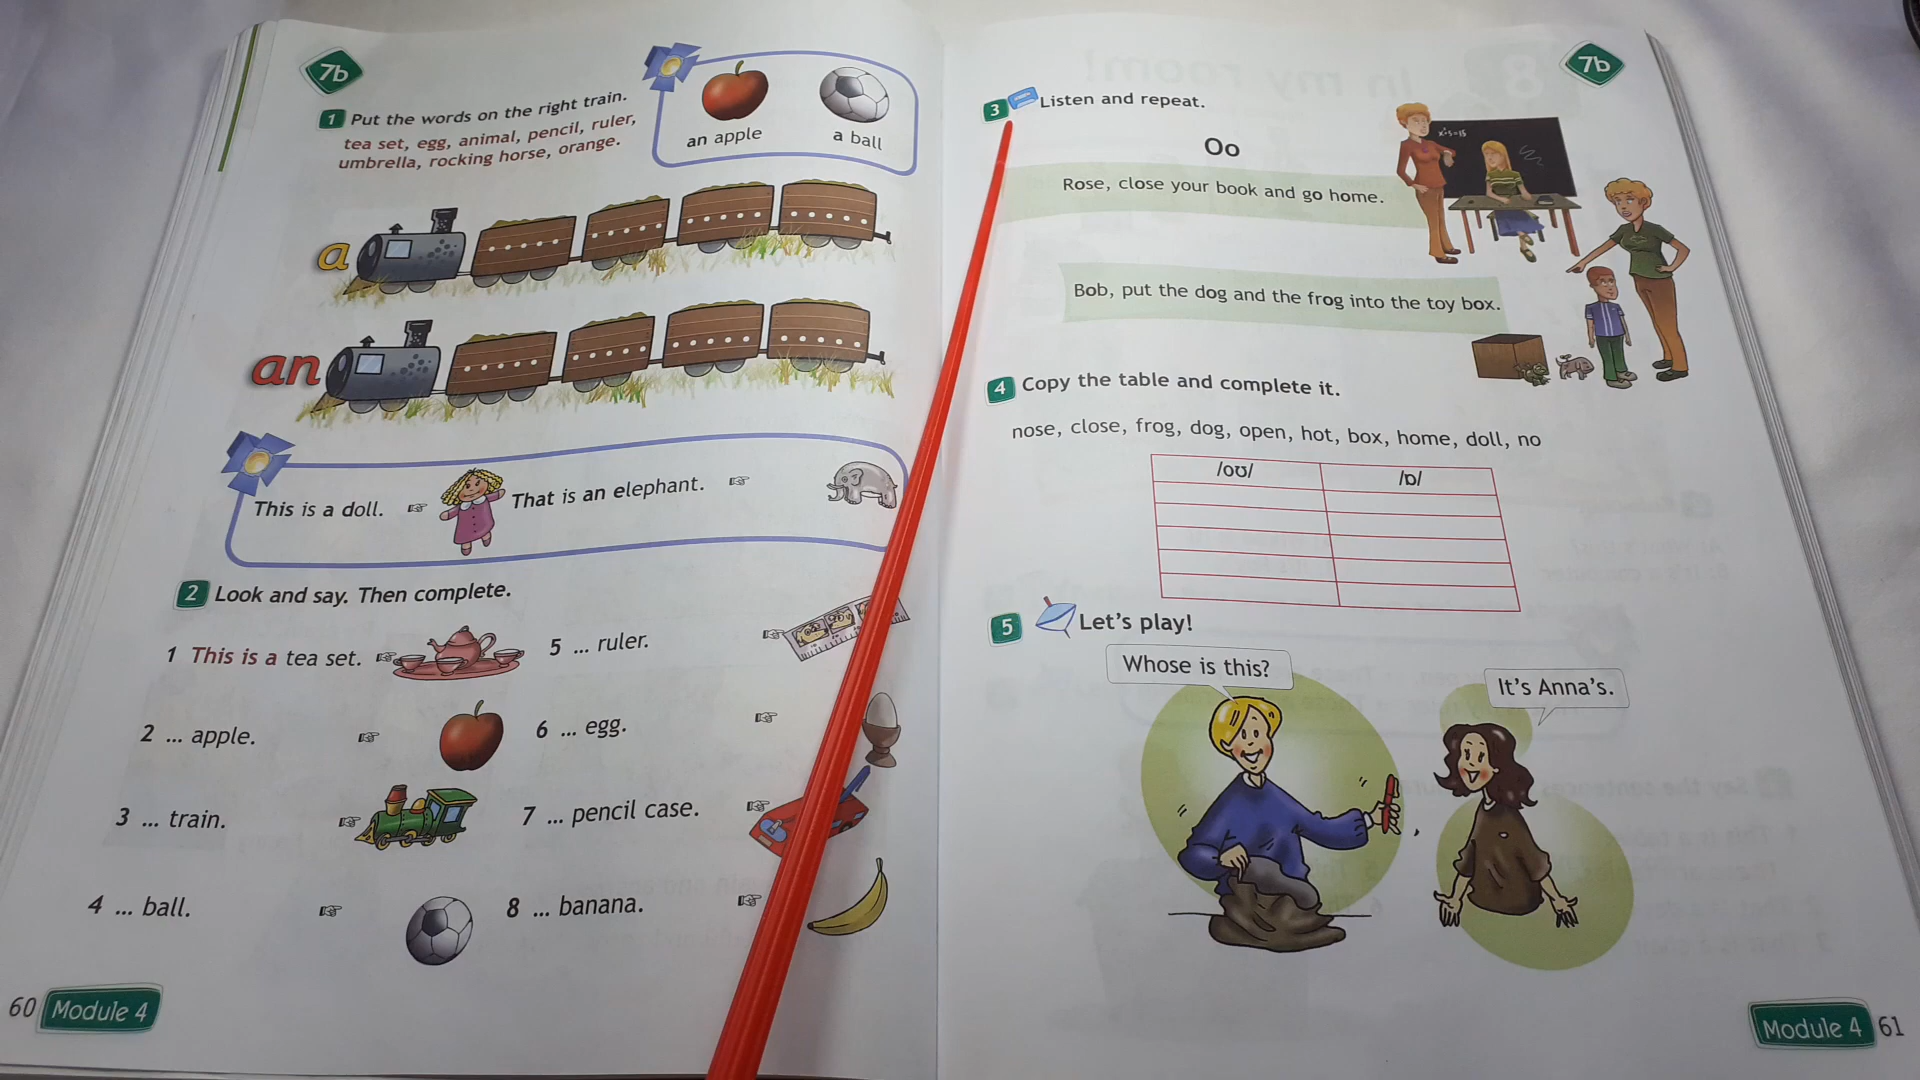 7b
1 Put the words on the right train.
tea set, egg, animal, pencil, ruler,
umbrella, rocking horse, orange.
an apple
a ball
a
an
This is a doll.
That is an elephant.
2 Look and say. Then complete.
1 This is a tea set.
2 ... apple.
3 ... train.
4 ... ball.
5 ... ruler.
6 ... egg.
7 ... pencil case.
8 ... banana.
60 Module 4
7b
3 Listen and repeat.
Oo
Rose, close your book and go home.
Bob, put the dog and the frog into the toy box.
4 Copy the table and complete it.
nose, close, frog, dog, open, hot, box, home, doll, no
/oʊ/ /ɒ/
5 Let's play!
Whose is this?
It's Anna's.
Module 4 61